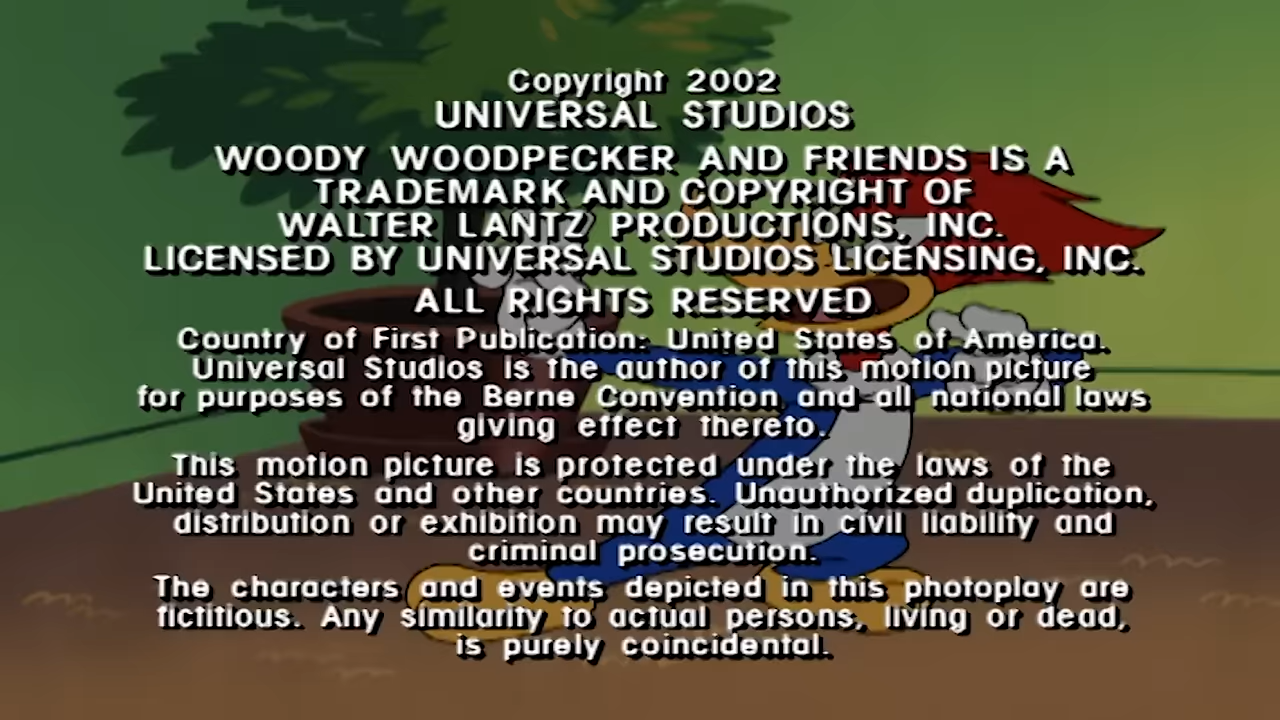 Copyright 2002
UNIVERSAL STUDIOS
WOODY WOODPECKER AND FRIENDS IS A
TRADEMARK AND COPYRIGHT OF
WALTER LANTZ PRODUCTIONS, INC.
LICENSED BY UNIVERSAL STUDIOS LICENSING, INC.
ALL RIGHTS RESERVED
Country of First Publication: United States of America.
Universal Studios is the author of this motion picture
for purposes of the Berne Convention and all national laws
giving effect thereto.
This motion picture is protected under the laws of the
United States and other countries. Unauthorized duplication,
distribution or exhibition may result in civil liability and
criminal prosecution.
The characters and events depicted in this photoplay are
fictitious. Any similarity to actual persons, living or dead,
is purely coincidental.